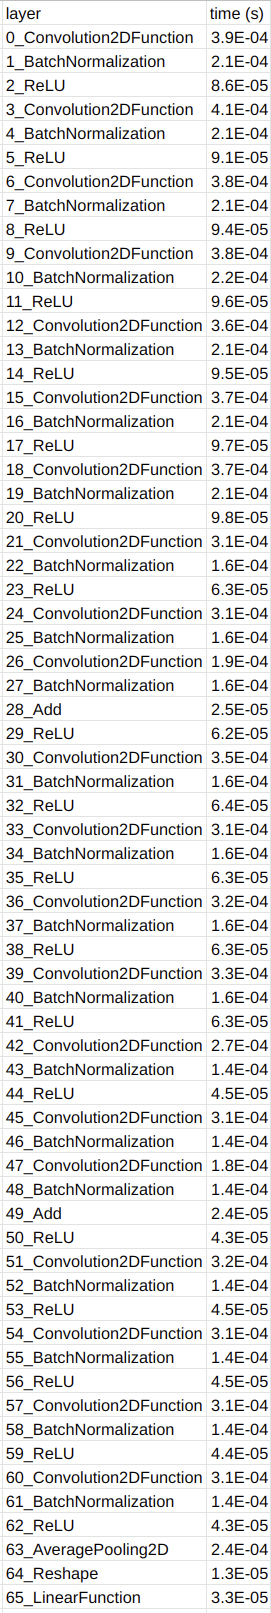 layer time (s)
0_Convolution2DFunction 3.9E-04
1_BatchNormalization 2.1E-04
2_ReLU 8.6E-05
3_Convolution2DFunction 4.1E-04
4_BatchNormalization 2.1E-04
5_ReLU 9.1E-05
6_Convolution2DFunction 3.8E-04
7_BatchNormalization 2.1E-04
8_ReLU 9.4E-05
9_Convolution2DFunction 3.8E-04
10_BatchNormalization 2.2E-04
11_ReLU 9.6E-05
12_Convolution2DFunction 3.6E-04
13_BatchNormalization 2.1E-04
14_ReLU 9.5E-05
15_Convolution2DFunction 3.7E-04
16_BatchNormalization 2.1E-04
17_ReLU 9.7E-05
18_Convolution2DFunction 3.7E-04
19_BatchNormalization 2.1E-04
20_ReLU 9.8E-05
21_Convolution2DFunction 3.1E-04
22_BatchNormalization 1.6E-04
23_ReLU 6.3E-05
24_Convolution2DFunction 3.1E-04
25_BatchNormalization 1.6E-04
26_Convolution2DFunction 1.9E-04
27_BatchNormalization 1.6E-04
28_Add 2.5E-05
29_ReLU 6.2E-05
30_Convolution2DFunction 3.5E-04
31_BatchNormalization 1.6E-04
32_ReLU 6.4E-05
33_Convolution2DFunction 3.1E-04
34_BatchNormalization 1.6E-04
35_ReLU 6.3E-05
36_Convolution2DFunction 3.2E-04
37_BatchNormalization 1.6E-04
38_ReLU 6.3E-05
39_Convolution2DFunction 3.3E-04
40_BatchNormalization 1.6E-04
41_ReLU 6.3E-05
42_Convolution2DFunction 2.7E-04
43_BatchNormalization 1.4E-04
44_ReLU 4.5E-05
45_Convolution2DFunction 3.1E-04
46_BatchNormalization 1.4E-04
47_Convolution2DFunction 1.8E-04
48_BatchNormalization 1.4E-04
49_Add 2.4E-05
50_ReLU 4.3E-05
51_Convolution2DFunction 3.2E-04
52_BatchNormalization 1.4E-04
53_ReLU 4.5E-05
54_Convolution2DFunction 3.1E-04
55_BatchNormalization 1.4E-04
56_ReLU 4.5E-05
57_Convolution2DFunction 3.1E-04
58_BatchNormalization 1.4E-04
59_ReLU 4.4E-05
60_Convolution2DFunction 3.1E-04
61_BatchNormalization 1.4E-04
62_ReLU 4.3E-05
63_AveragePooling2D 2.4E-04
64_Reshape 1.3E-05
65_LinearFunction 3.3E-05